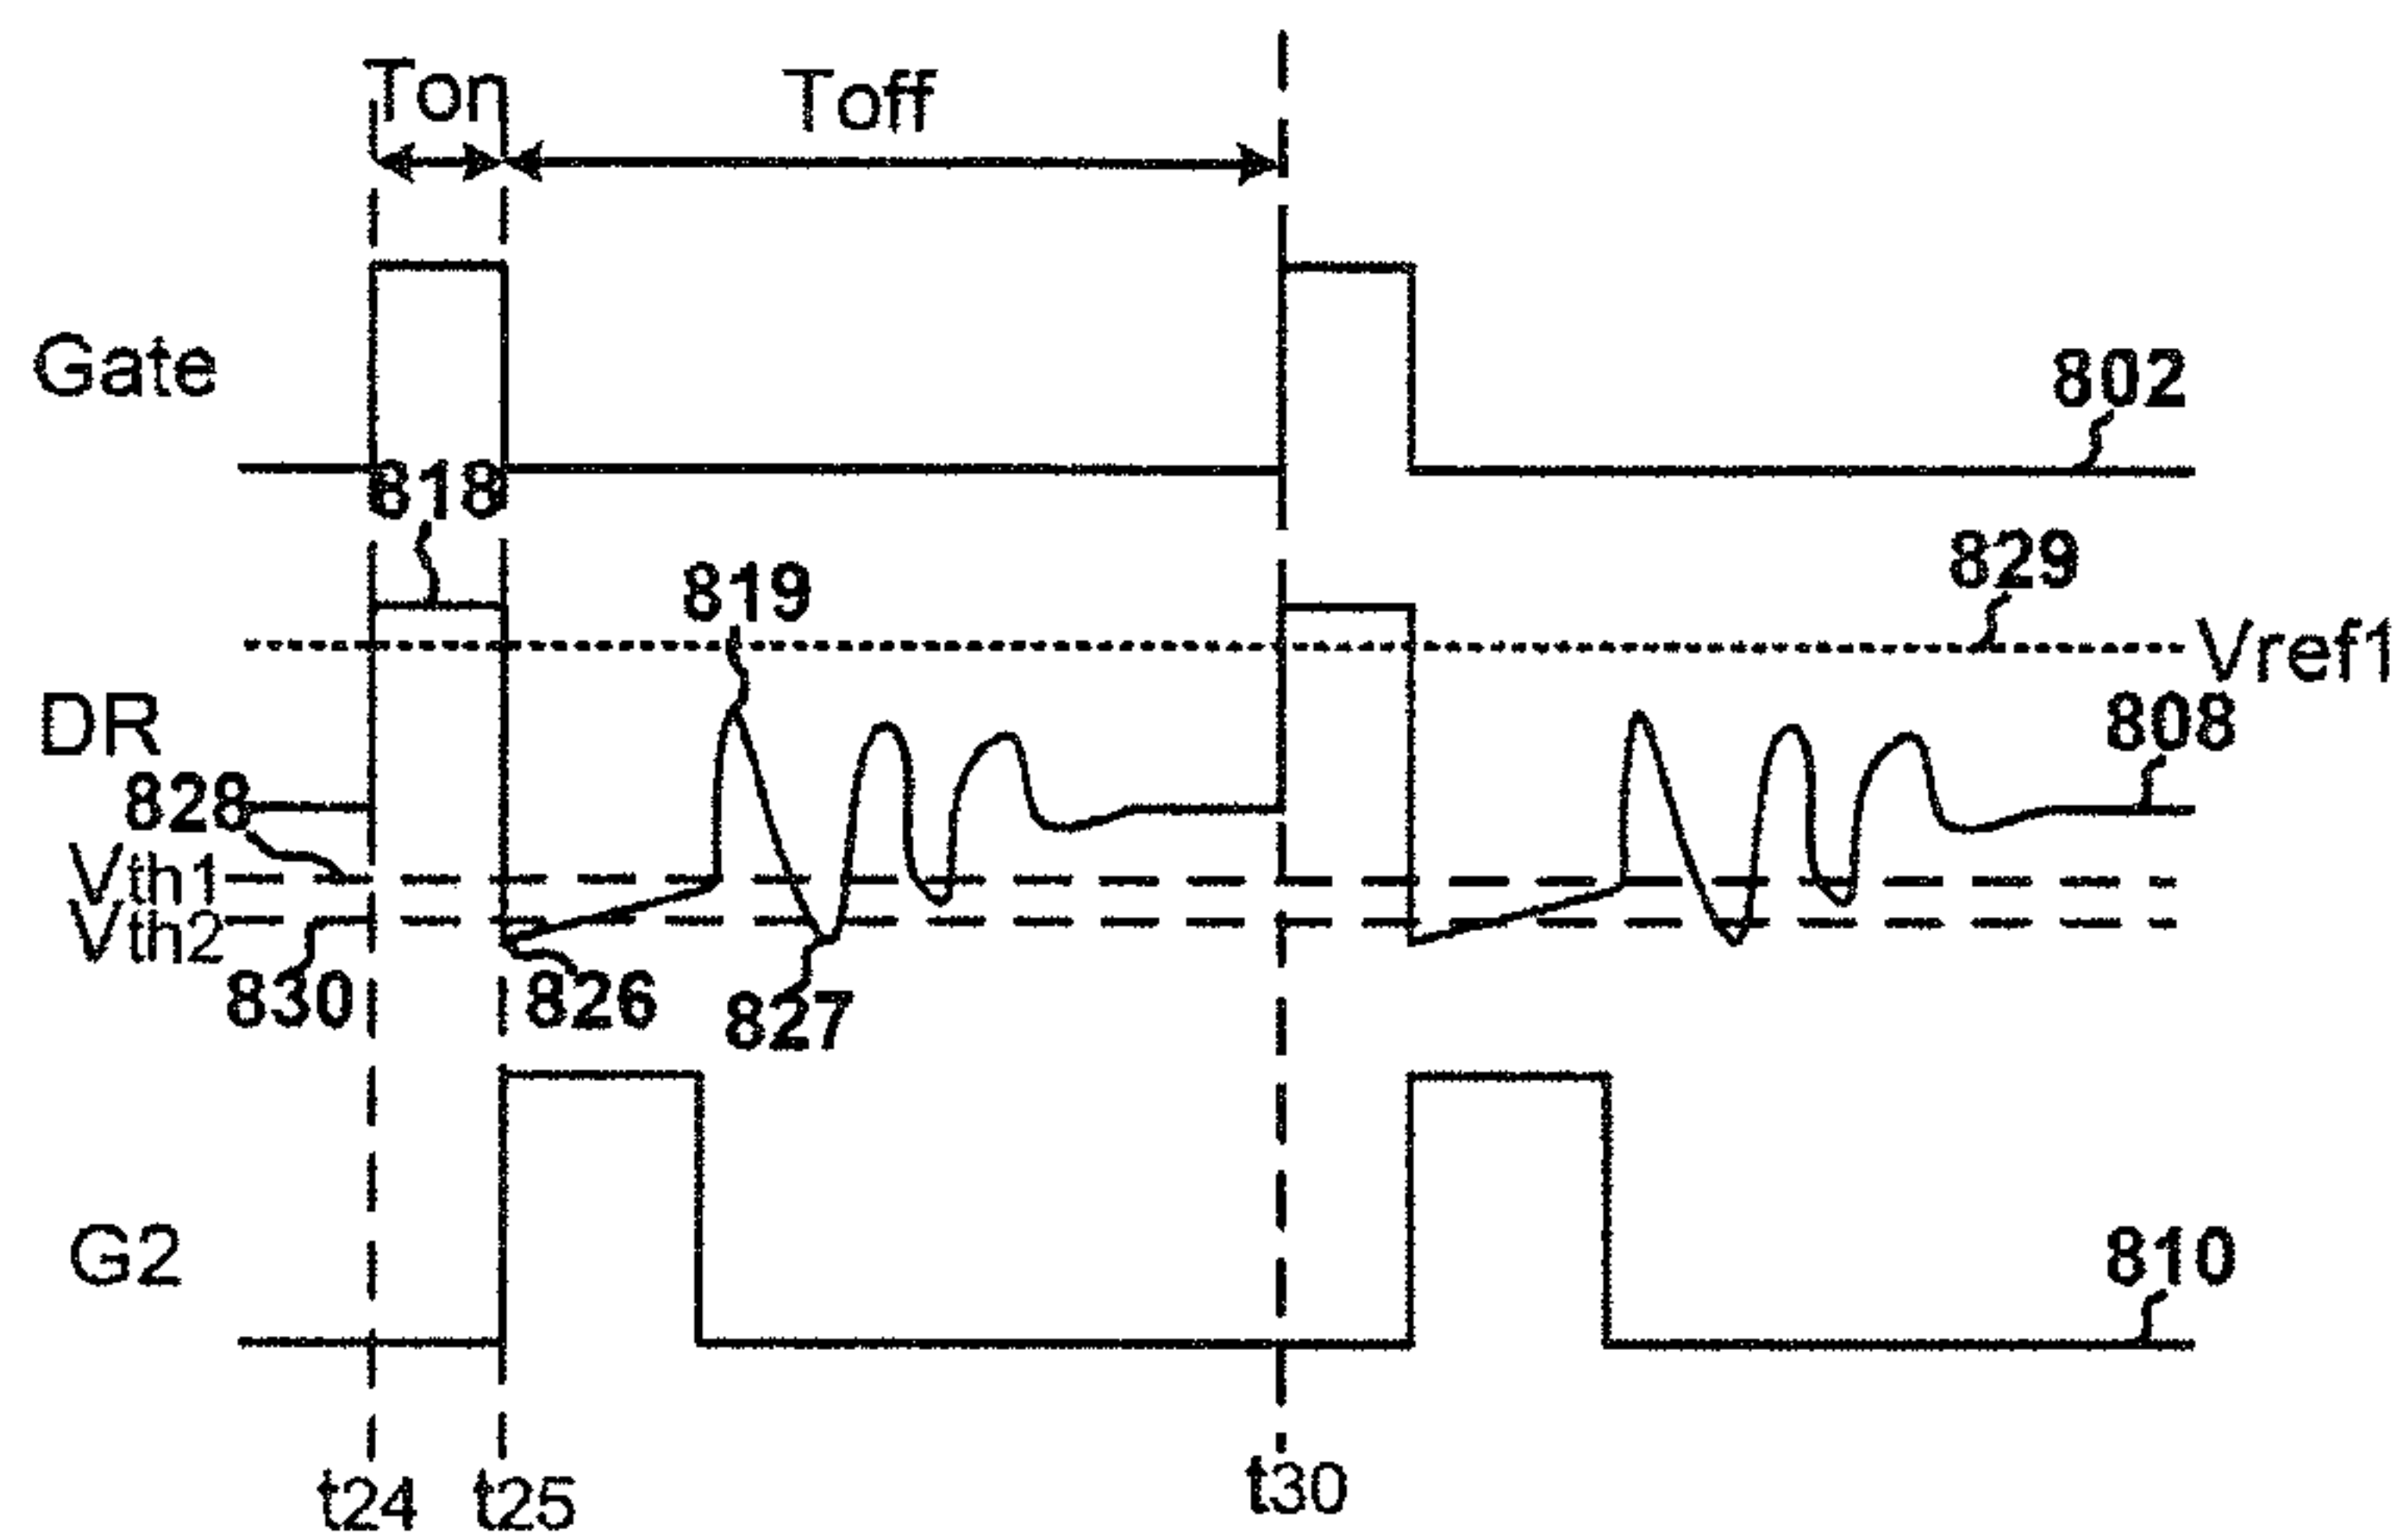 Ton
Toff
Gate
802
818
819
829
Vref1
DR
808
828
Vth1
Vth2
830
826
827
G2
810
t24
t25
t30